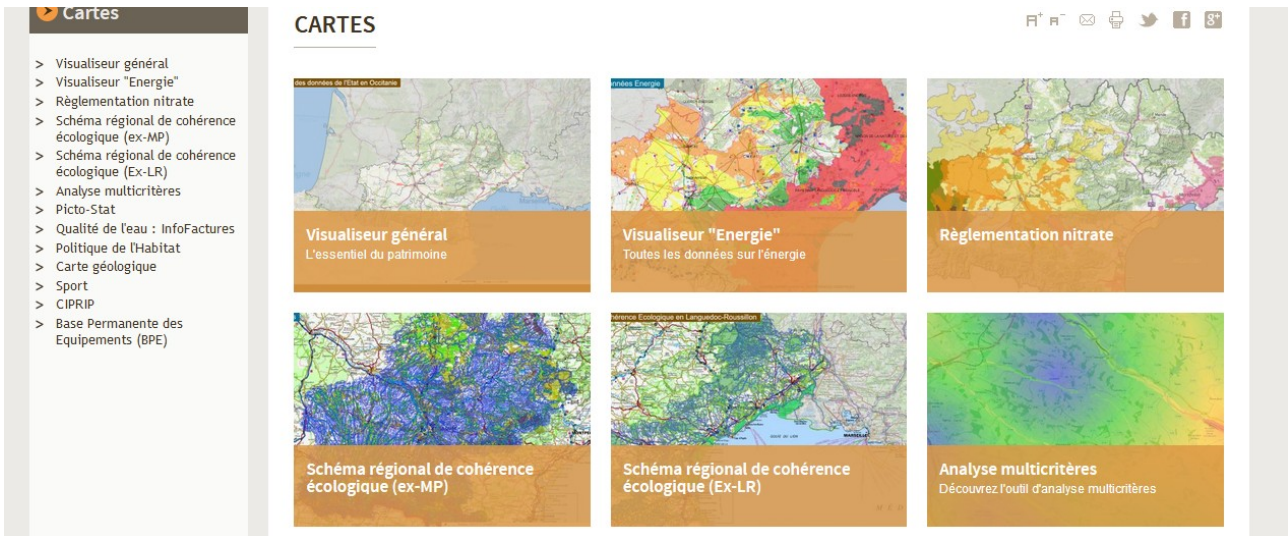 Cartes
> Visualiseur général
> Visualiseur "Energie"
> Règlementation nitrate
> Schéma régional de cohérence
écologique (ex-MP)
> Schéma régional de cohérence
écologique (Ex-LR)
> Analyse multicritères
> Picto-Stat
> Qualité de l'eau : InfoFactures
> Politique de l'Habitat
> Carte géologique
> Sport
> CIPRIP
> Base Permanente des
Equipements (BPE)
CARTES
des données de l'Etat en Occitanie
Visualiseur général
L'essentiel du patrimoine
nnées Energie
Visualiseur "Energie"
Toutes les données sur l'énergie
Règlementation nitrate
Schéma régional de cohérence
écologique (ex-MP)
hérence Ecologique en Languedoc-Roussillon
MARSEILLE
Schéma régional de cohérence
écologique (Ex-LR)
Analyse multicritères
Découvrez l'outil d'analyse multicritères